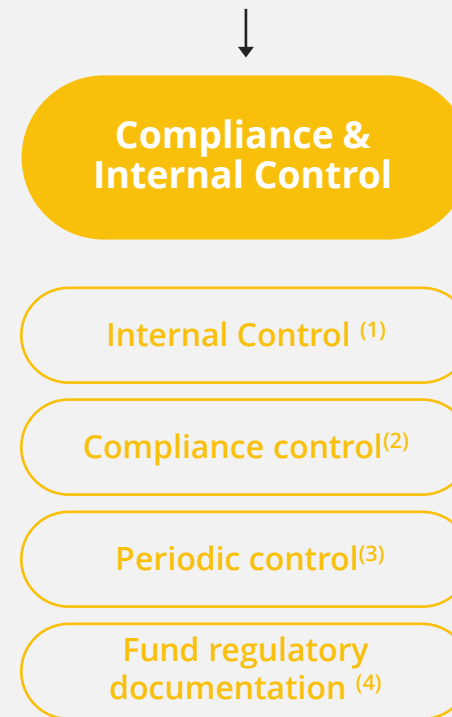 Compliance &
Internal Control
Internal Control (1)
Compliance control(2)
Periodic control(3)
Fund regulatory
documentation (4)